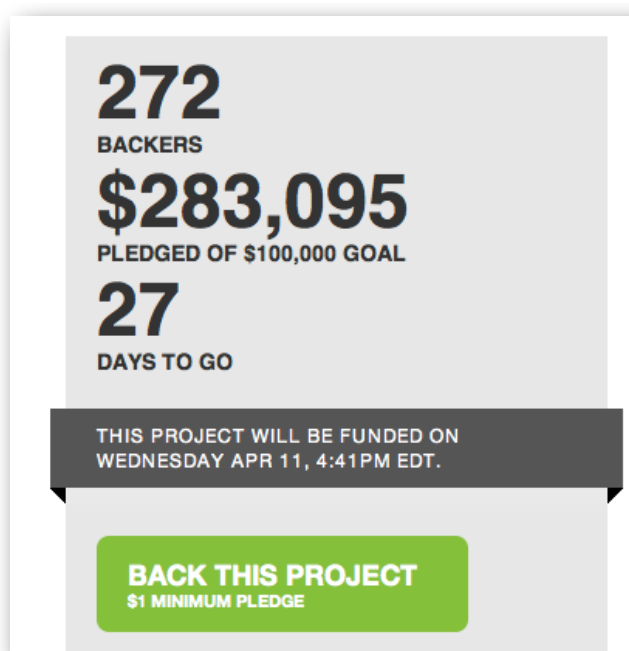 272
BACKERS
$283,095
PLEDGED OF $100,000 GOAL
27
DAYS TO GO
THIS PROJECT WILL BE FUNDED ON
WEDNESDAY APR 11, 4:41PM EDT.
BACK THIS PROJECT
$1 MINIMUM PLEDGE